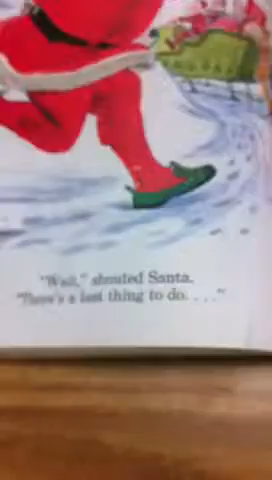 "Wait," shouted Santa.
"There's a last thing to do. . . ."